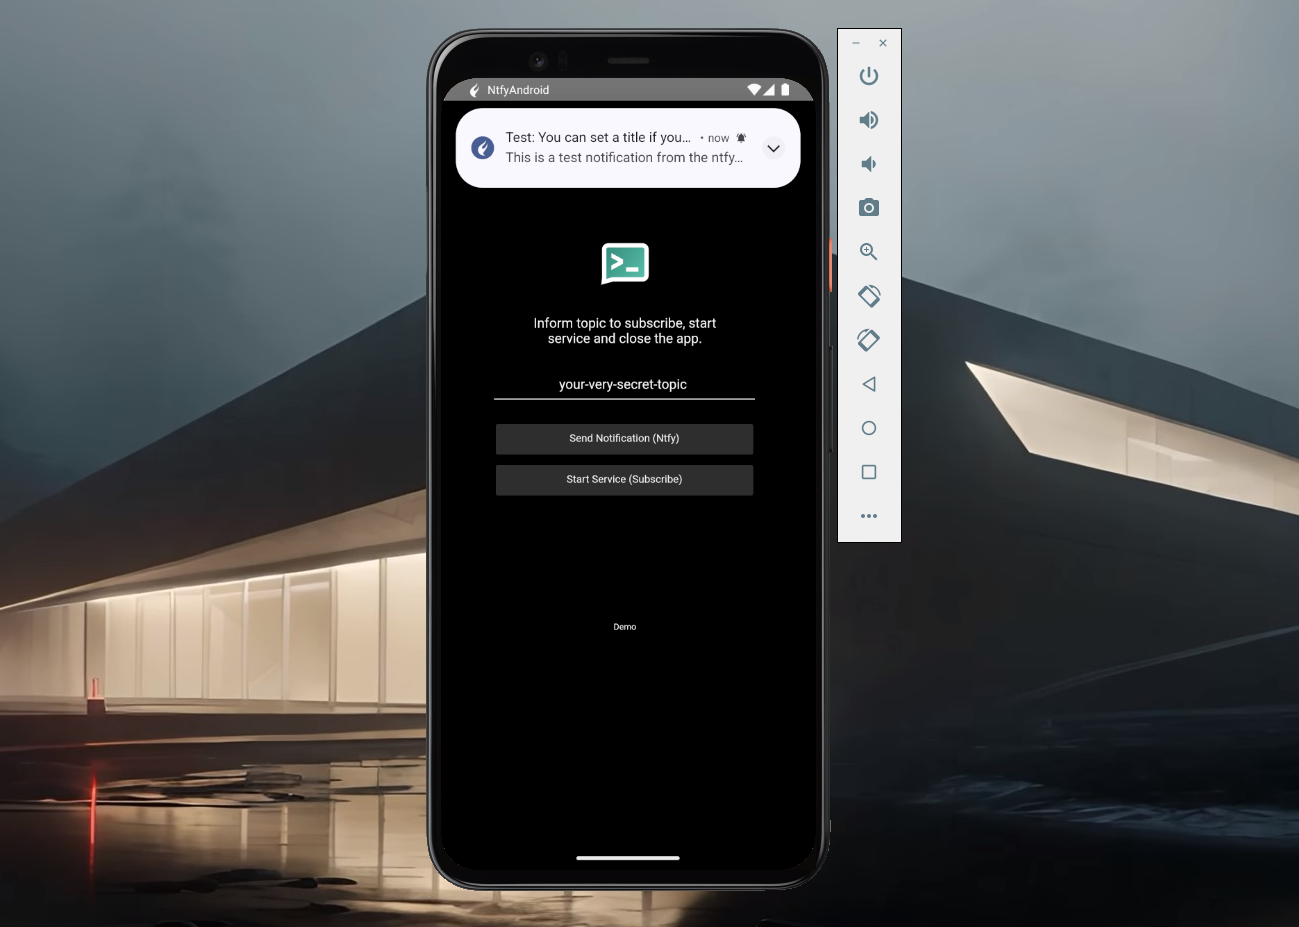 NtfyAndroid
Test: You can set a title if you... • now
This is a test notification from the ntfy...
>_
Inform topic to subscribe, start
service and close the app.
your-very-secret-topic
Send Notification (Ntfy)
Start Service (Subscribe)
Demo